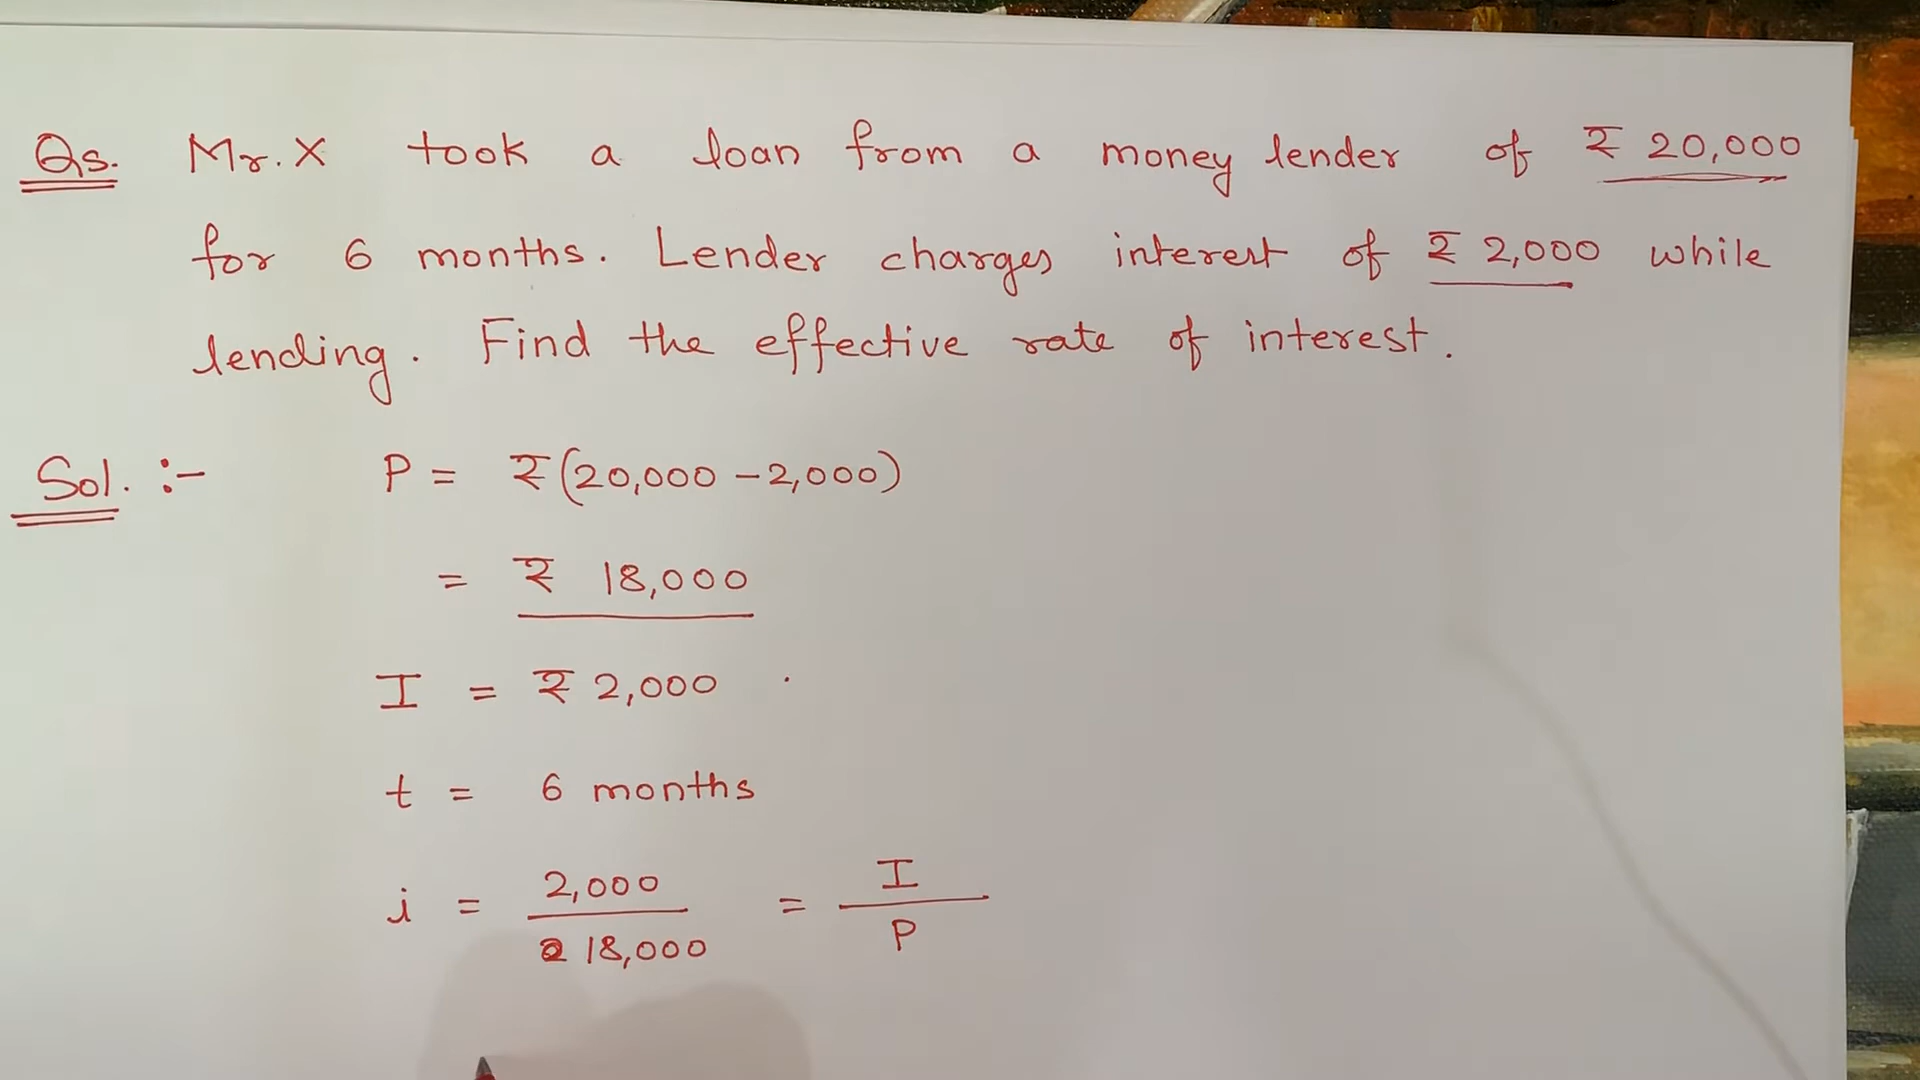 Qs. Mr. X took a loan from a money lender of ₹ 20,000
for 6 months. Lender charges interest of ₹ 2,000 while
lending. Find the effective rate of interest.
Sol. :- P = ₹ (20,000 - 2,000)
= ₹ 18,000
I = ₹ 2,000
t = 6 months
i = 2,000 / 18,000 = I / P